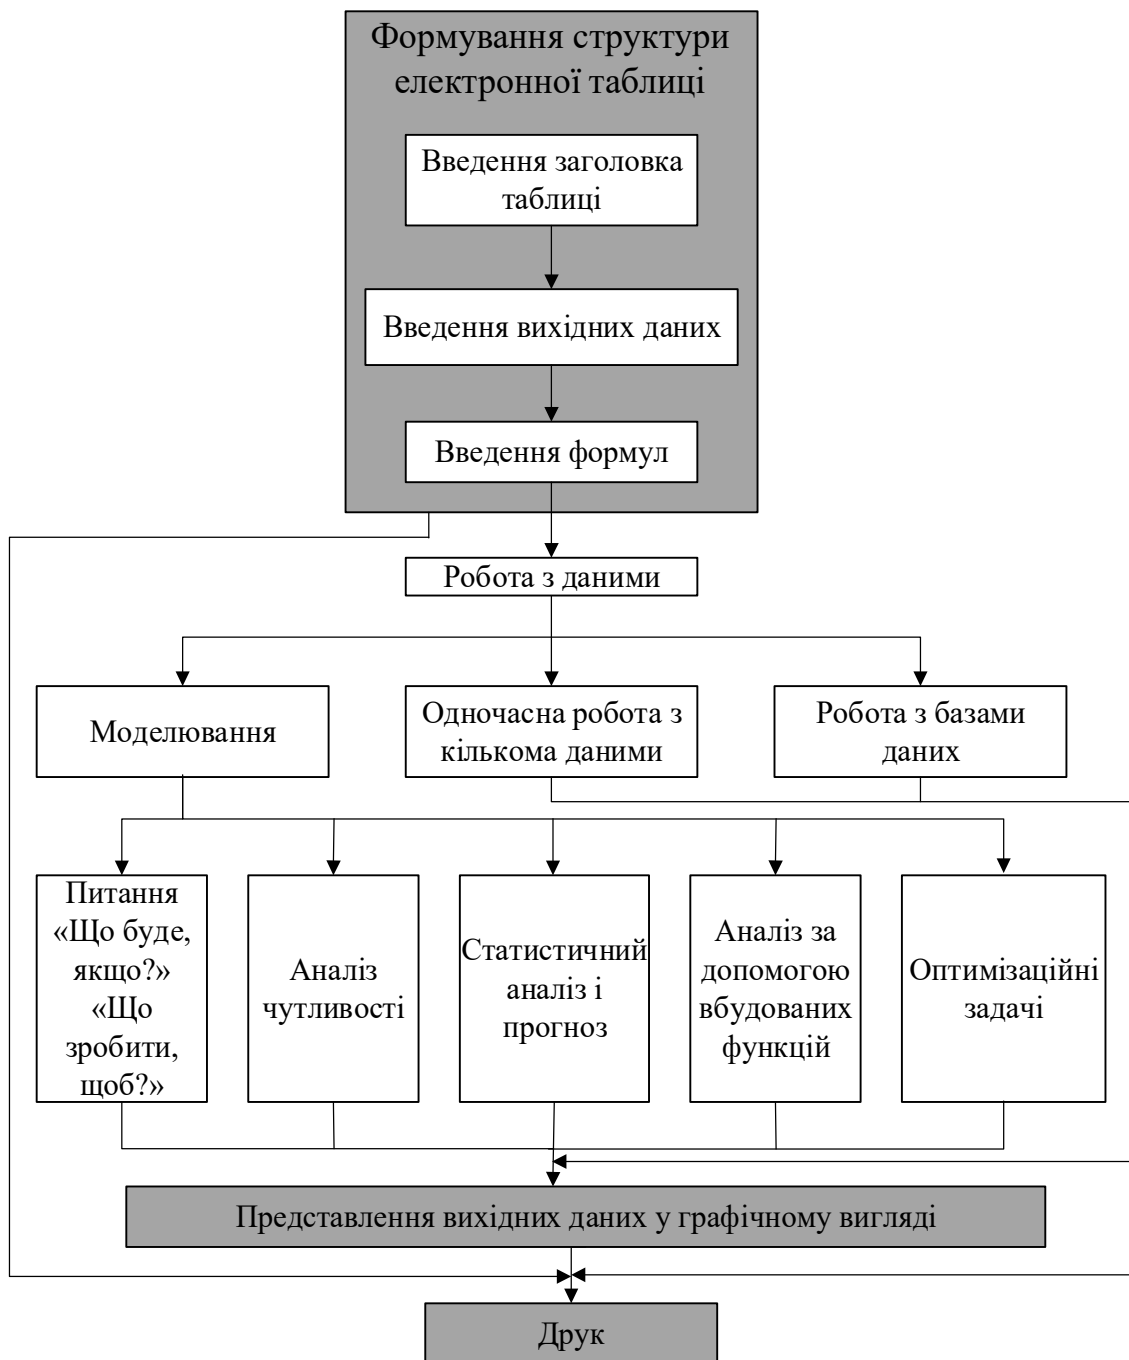 Формування структури
електронної таблиці
Введення заголовка
таблиці
Введення вихідних даних
Введення формул
Робота з даними
Моделювання
Одночасна робота з
кількома даними
Робота з базами
даних
Питання
«Що буде,
якщо?»
«Що
зробити,
щоб?»
Аналіз
чутливості
Статистичний
аналіз і
прогноз
Аналіз за
допомогою
вбудованих
функцій
Оптимізаційні
задачі
Представлення вихідних даних у графічному вигляді
Друк